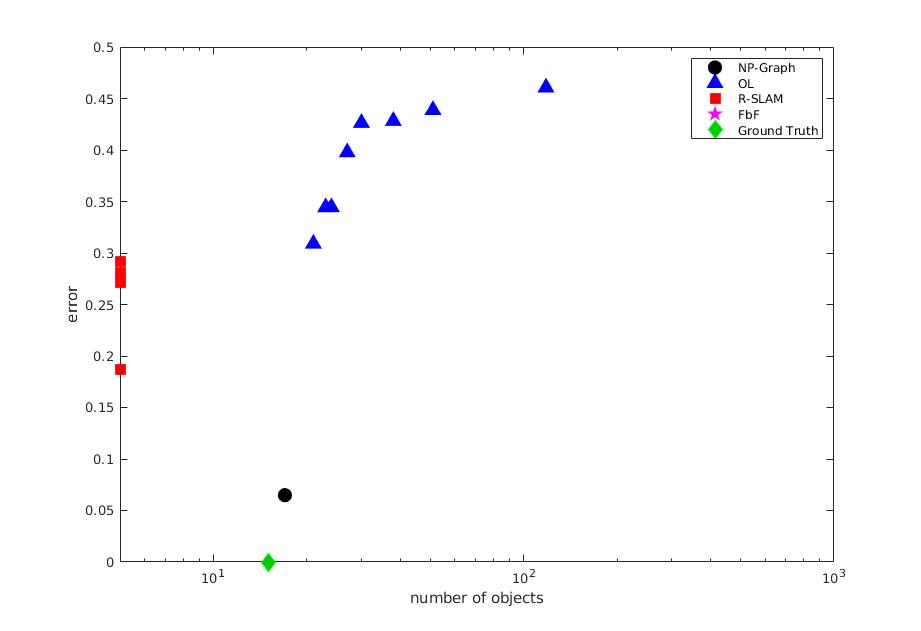 0.5
0.45
0.4
0.35
0.3
0.25
0.2
0.15
0.1
0.05
0
error
10^1
10^2
10^3
number of objects
NP-Graph
OL
R-SLAM
FbF
Ground Truth